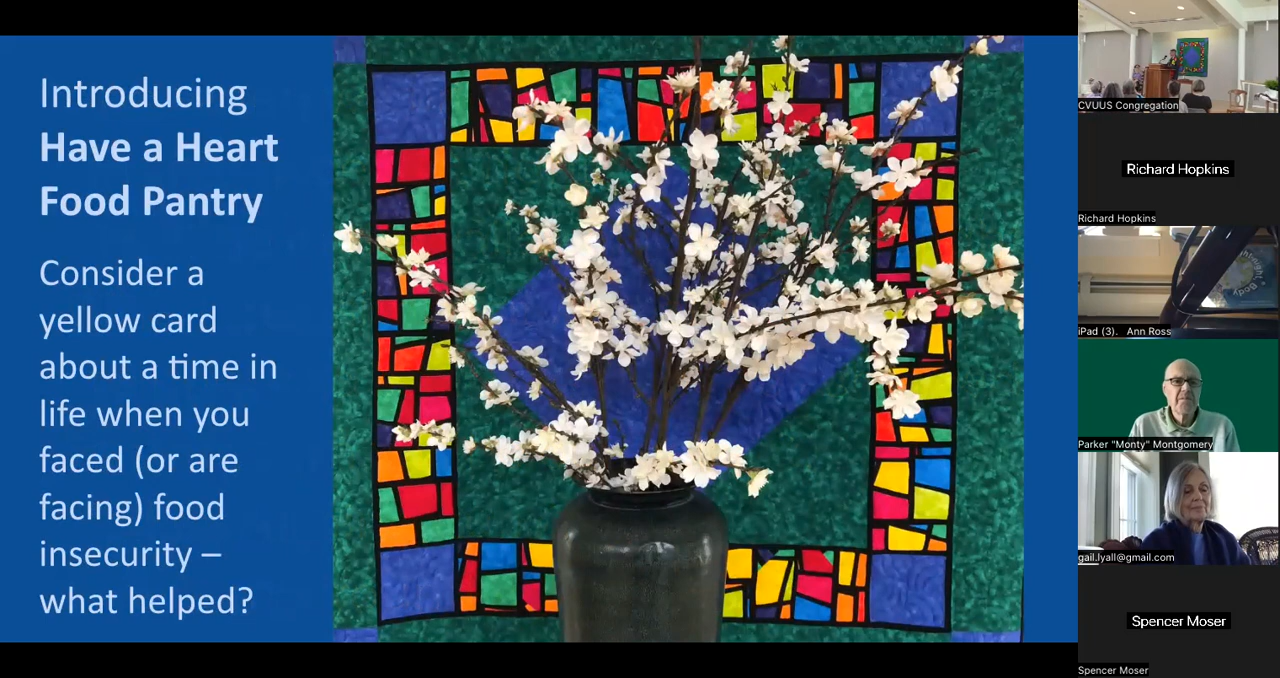 Introducing
Have a Heart
Food Pantry
Consider a
yellow card
about a time in
life when you
faced (or are
facing) food
insecurity –
what helped?
CVUUS Congregation
Richard Hopkins
Richard Hopkins
iPad (3). Ann Ross
Parker "Monty" Montgomery
gail.lyall@gmail.com
Spencer Moser
Spencer Moser